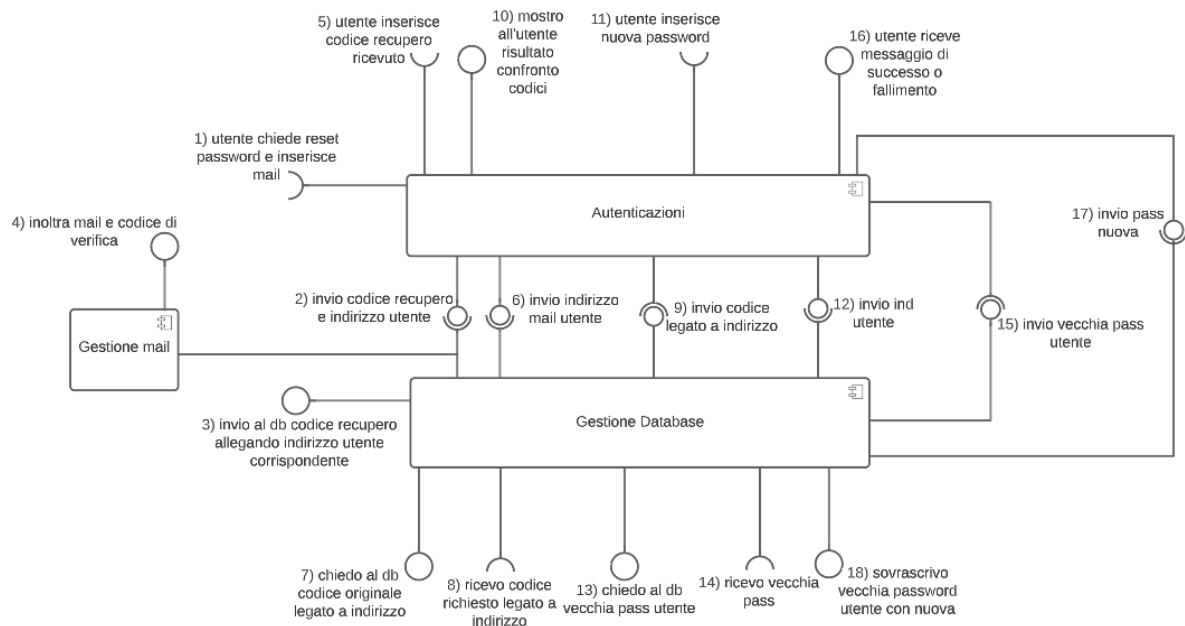 5) utente inserisce
codice recupero
ricevuto
10) mostro
all'utente
risultato
confronto
codici
11) utente inserisce
nuova password
16) utente riceve
messaggio di
successo o
fallimento
1) utente chiede reset
password e inserisce
mail
Autenticazioni
4) inoltra mail e codice di
verifica
17) invio pass
nuova
2) invio codice recupero
e indirizzo utente
6) invio indirizzo
mail utente
9) invio codice
legato a indirizzo
12) invio ind
utente
15) invio vecchia pass
utente
Gestione mail
3) invio al db codice recupero
allegando indirizzo utente
corrispondente
Gestione Database
7) chiedo al db
codice originale
legato a indirizzo
8) ricevo codice
richiesto legato a
indirizzo
13) chiedo al db
vecchia pass utente
14) ricevo vecchia
pass
18) sovrascrivo
vecchia password
utente con nuova